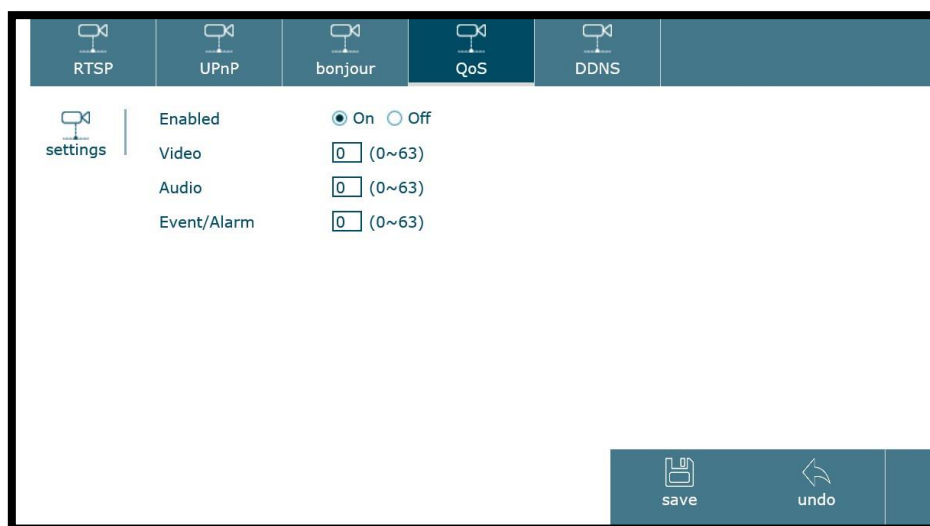 RTSP UPnP bonjour QoS DDNS
settings
Enabled On Off
Video 0 (0~63)
Audio 0 (0~63)
Event/Alarm 0 (0~63)
save undo